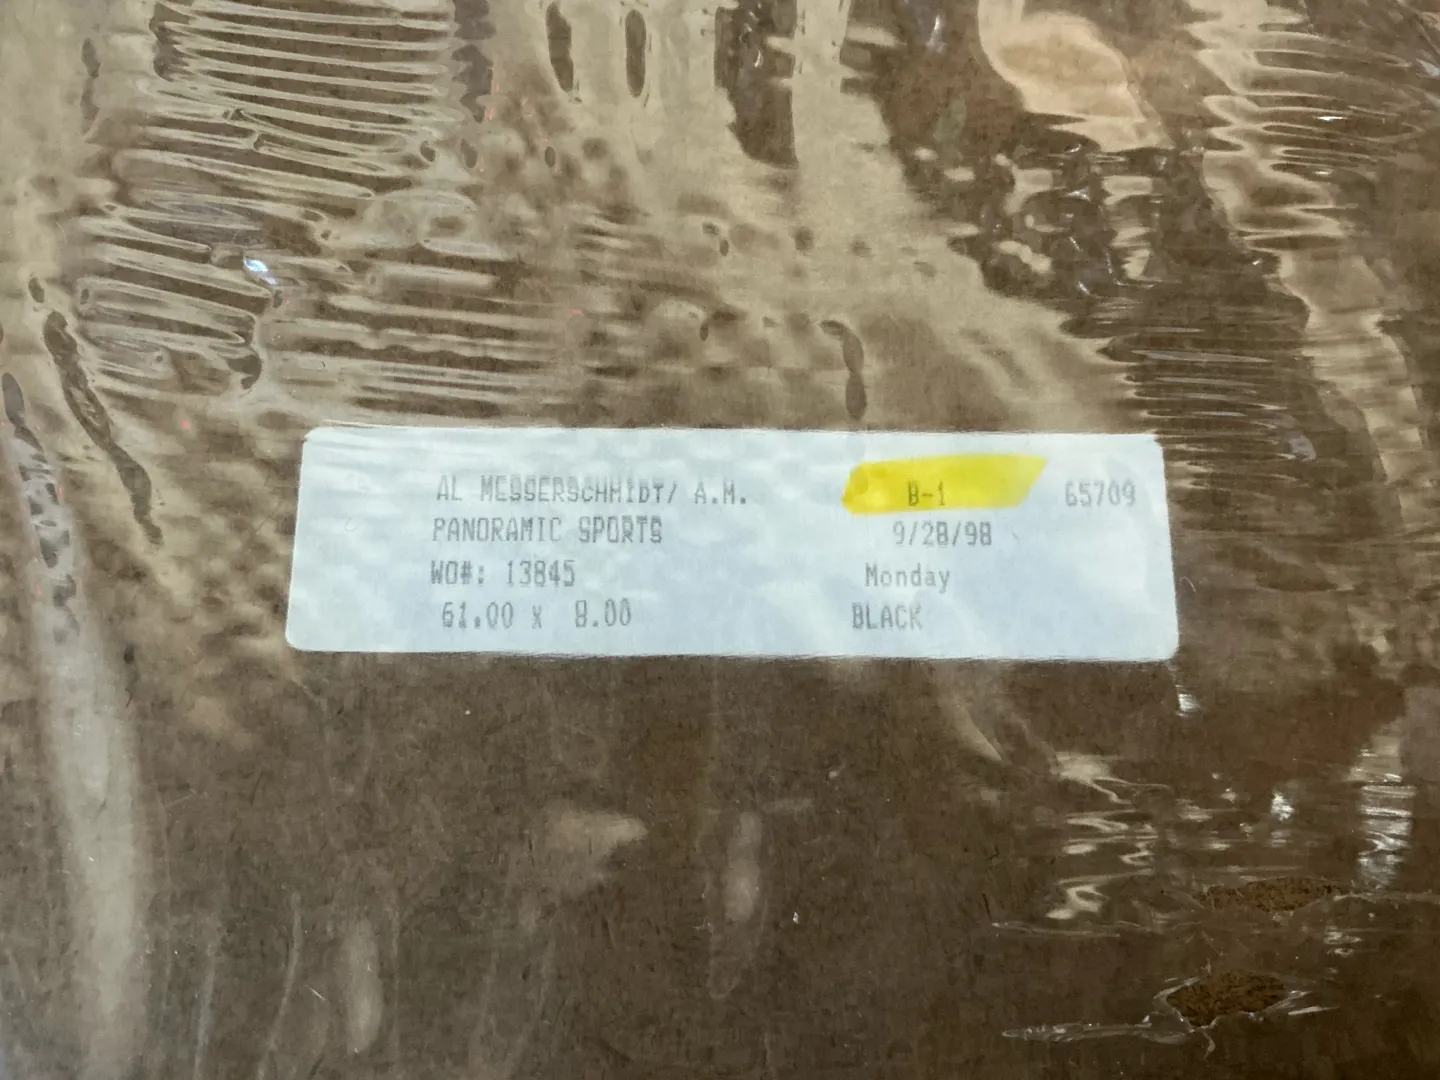 AL MESSERSCHMIDT/ A.M. B-1 65709
PANORAMIC SPORTS 9/28/98
WO#: 13845 Monday
61.00 x 8.00 BLACK